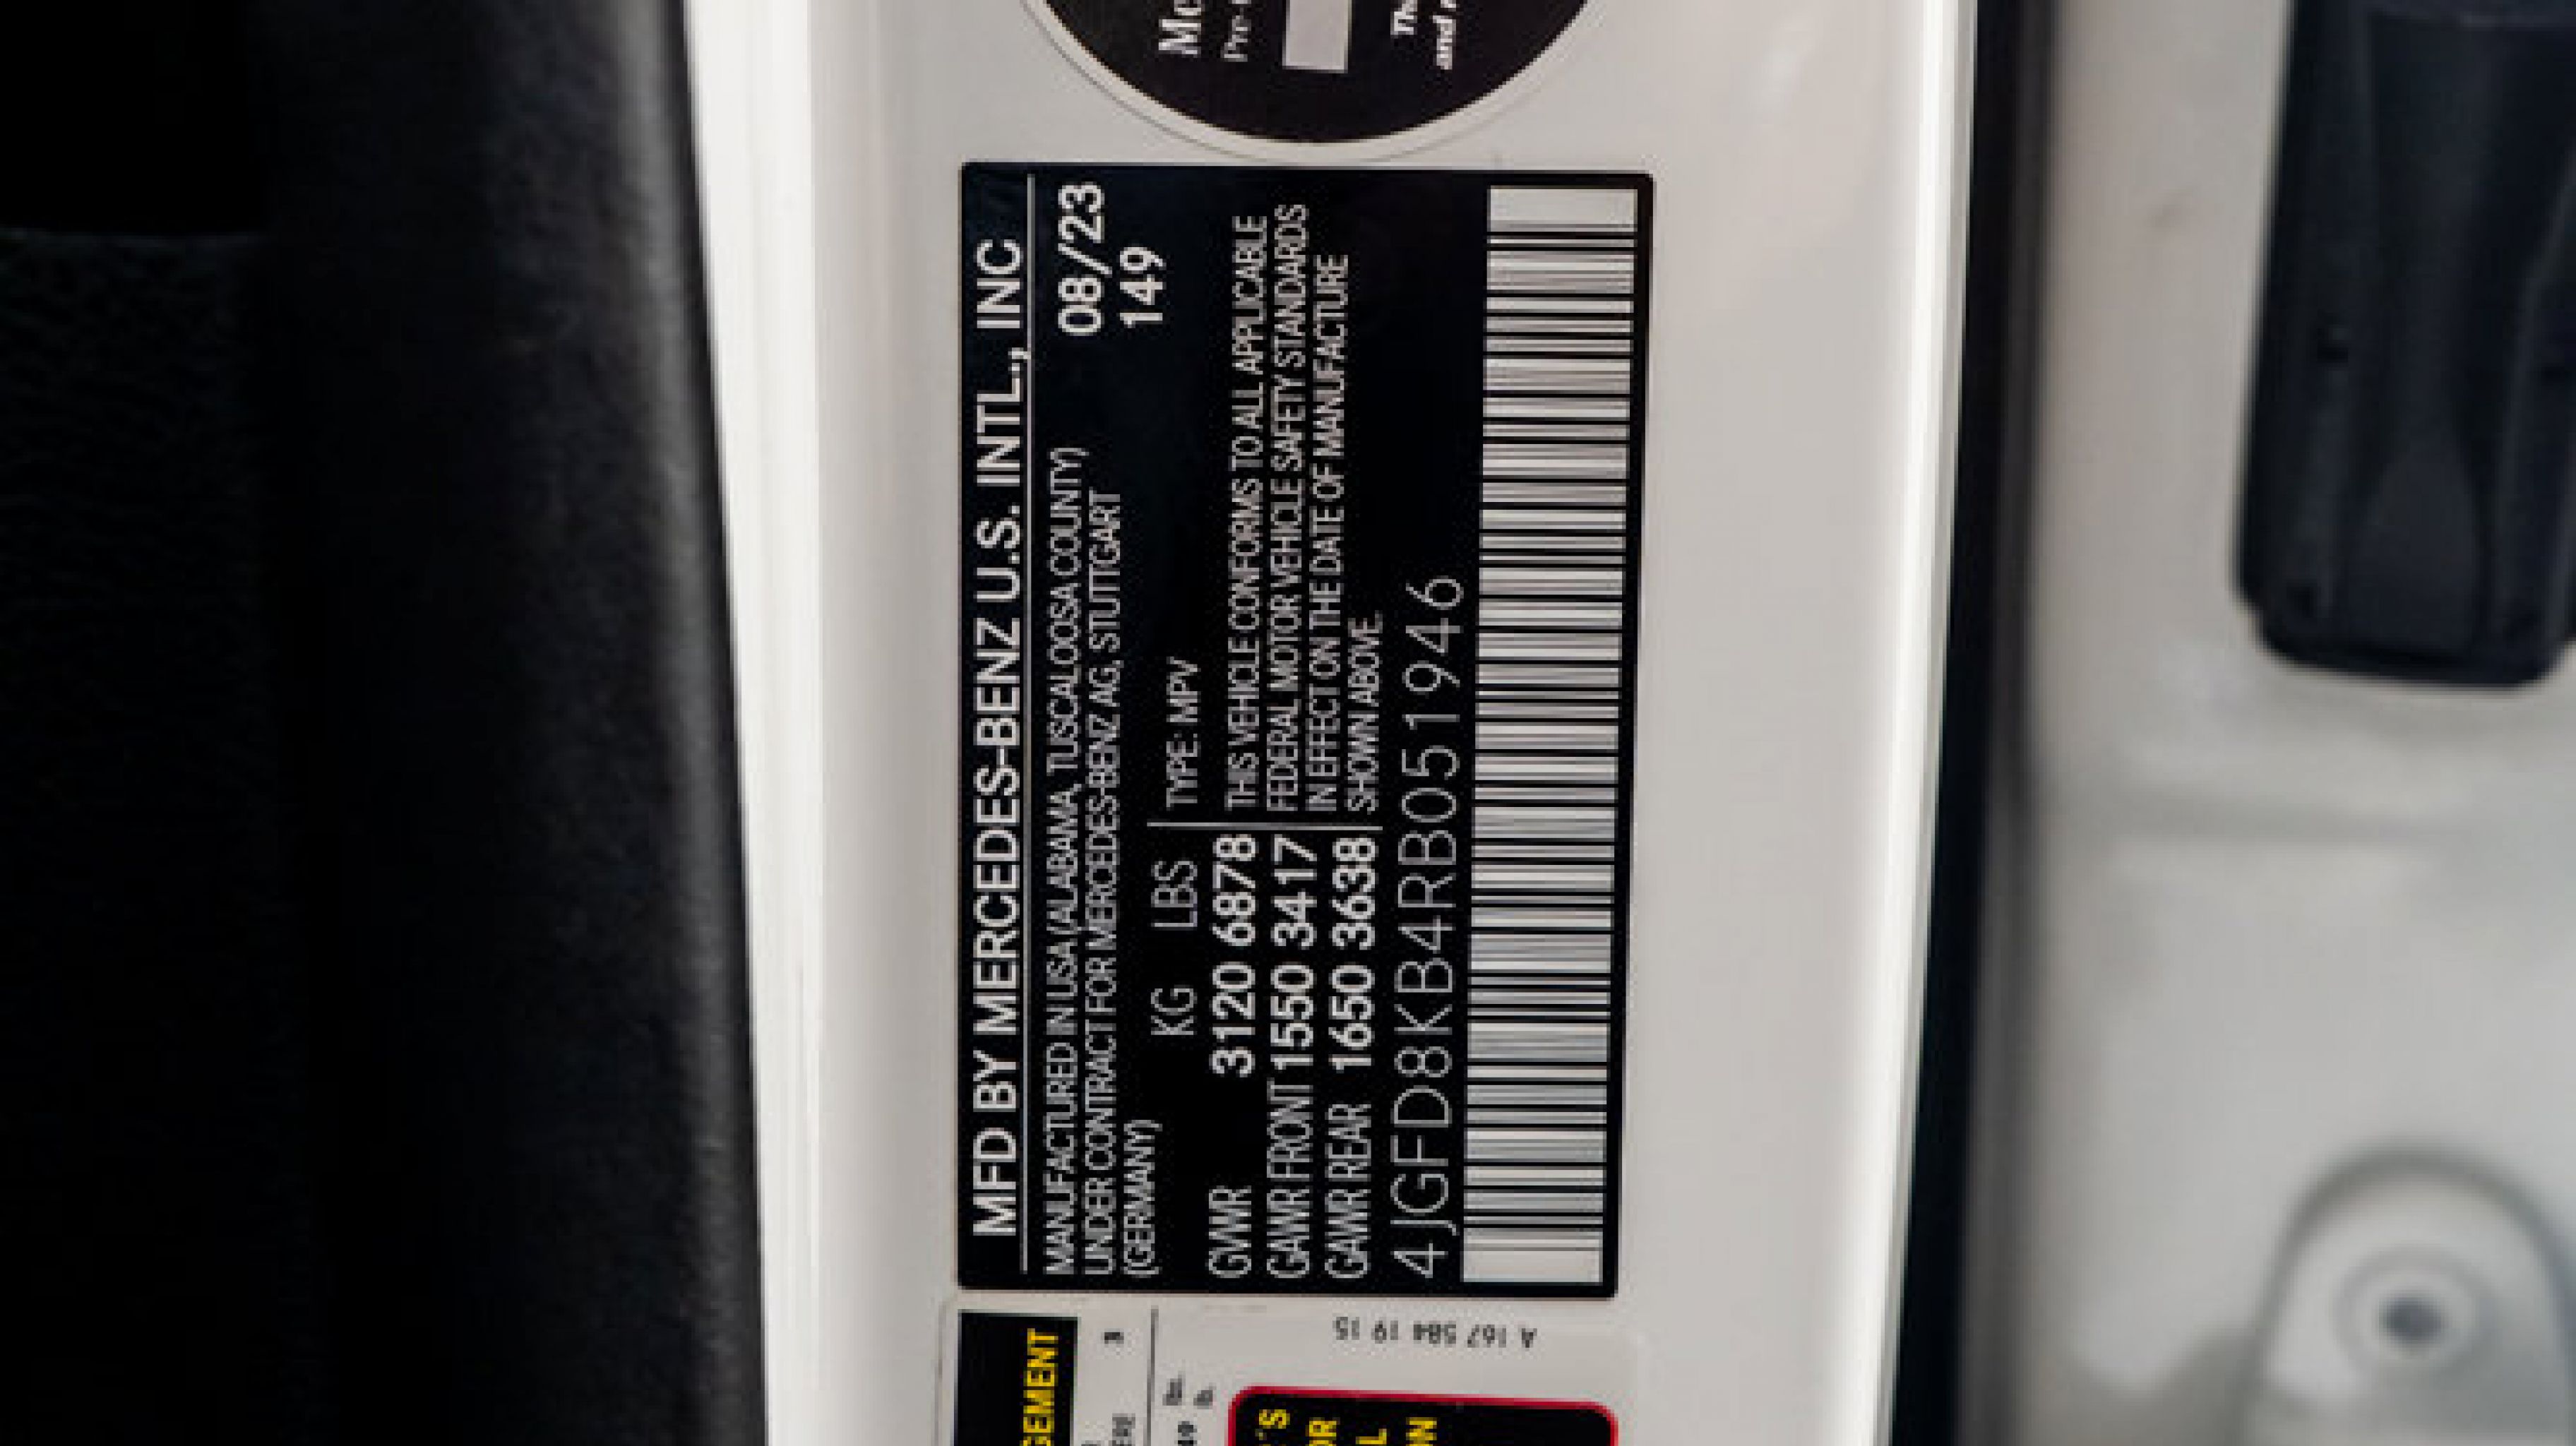 MFD BY MERCEDES-BENZ U.S. INTL., INC
MANUFACTURED IN USA (ALABAMA, TUSCALOOSA COUNTY) 08/23
UNDER CONTRACT FOR MERCEDES-BENZ AG, STUTTGART 149
(GERMANY)
KG LBS TYPE: MPV
GVWR 3120 6878
GAWR FRONT 1550 3417
GAWR REAR 1650 3638
THIS VEHICLE CONFORMS TO ALL APPLICABLE
FEDERAL MOTOR VEHICLE SAFETY STANDARDS
IN EFFECT ON THE DATE OF MANUFACTURE
SHOWN ABOVE.
4JGFD8KB4RB051946
A 167 584 19 15